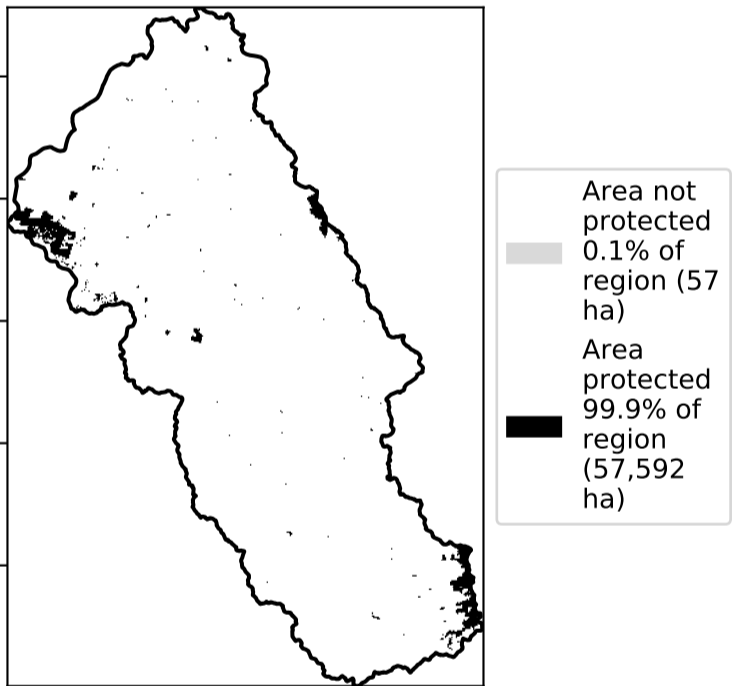 Area not
protected
0.1% of
region (57
ha)
Area
protected
99.9% of
region
(57,592
ha)